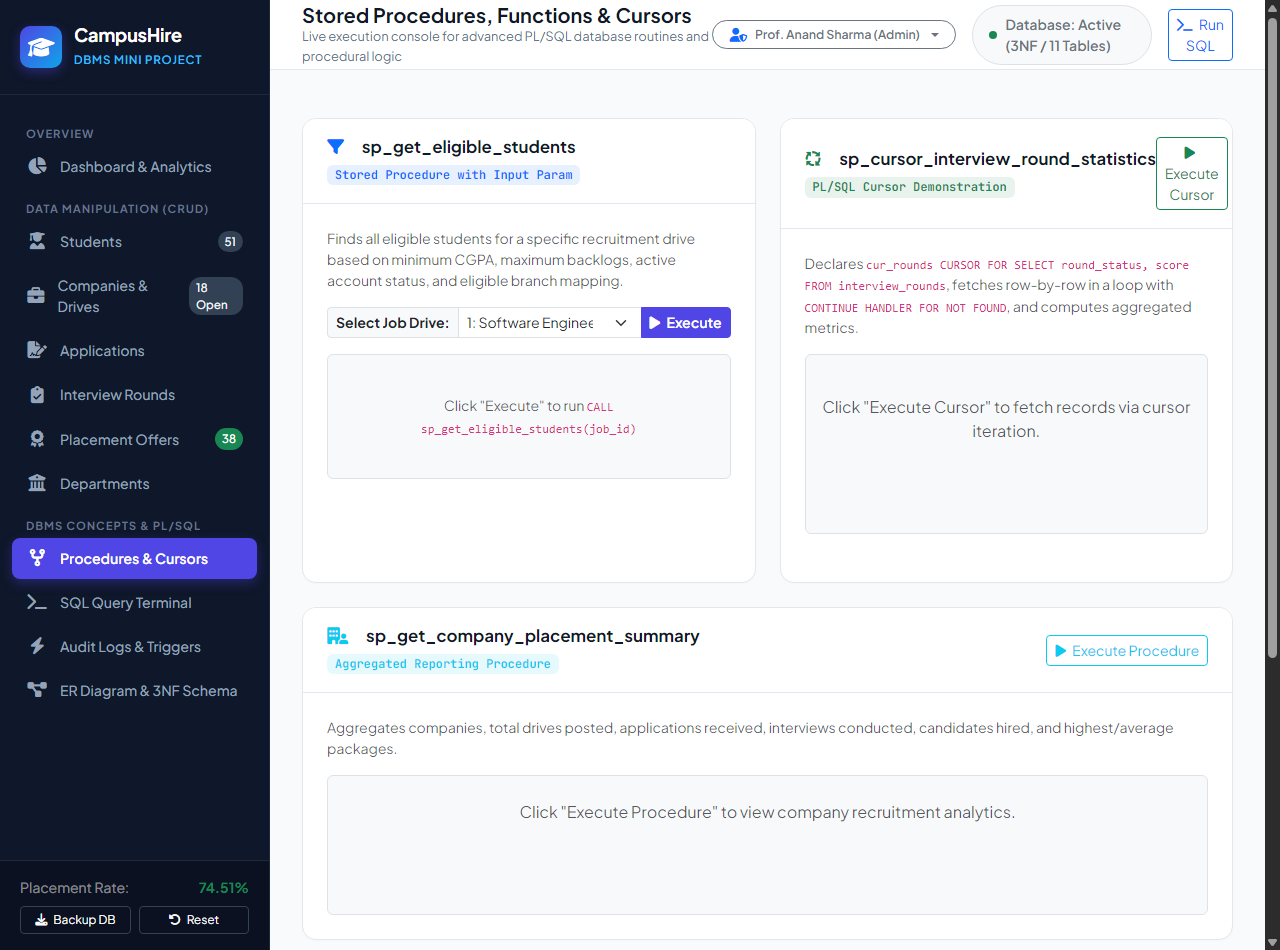 CampusHire
DBMS MINI PROJECT
OVERVIEW
Dashboard & Analytics
DATA MANIPULATION (CRUD)
Students 51
Companies & Drives 18 Open
Applications
Interview Rounds
Placement Offers 38
Departments
DBMS CONCEPTS & PL/SQL
Procedures & Cursors
SQL Query Terminal
Audit Logs & Triggers
ER Diagram & 3NF Schema
Placement Rate: 74.51%
Backup DB
Reset
Stored Procedures, Functions & Cursors
Live execution console for advanced PL/SQL database routines and
procedural logic
Prof. Anand Sharma (Admin)
Database: Active
(3NF / 11 Tables)
Run
SQL
sp_get_eligible_students
Stored Procedure with Input Param
Finds all eligible students for a specific recruitment drive
based on minimum CGPA, maximum backlogs, active
account status, and eligible branch mapping.
Select Job Drive: 1: Software Enginee Execute
Click "Execute" to run CALL
sp_get_eligible_students(job_id)
sp_cursor_interview_round_statistics
PL/SQL Cursor Demonstration
Execute
Cursor
Declares cur_rounds CURSOR FOR SELECT round_status, score
FROM interview_rounds, fetches row-by-row in a loop with
CONTINUE HANDLER FOR NOT FOUND, and computes aggregated
metrics.
Click "Execute Cursor" to fetch records via cursor
iteration.
sp_get_company_placement_summary
Aggregated Reporting Procedure
Execute Procedure
Aggregates companies, total drives posted, applications received, interviews conducted, candidates hired, and highest/average
packages.
Click "Execute Procedure" to view company recruitment analytics.